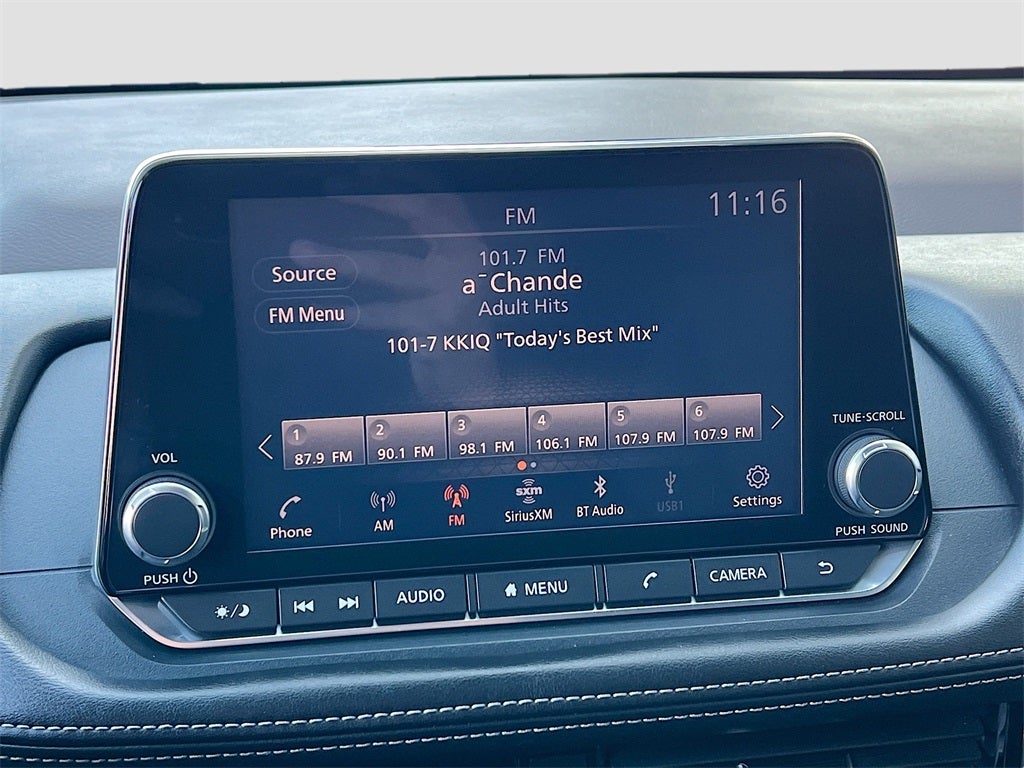 FM
11:16
Source
FM Menu
101.7 FM
a¯Chande
Adult Hits
101-7 KKIQ "Today's Best Mix"
1
87.9 FM
2
90.1 FM
3
98.1 FM
4
106.1 FM
5
107.9 FM
6
107.9 FM
Phone
AM
FM
sxm
SiriusXM
BT Audio
USB1
Settings
VOL
PUSH
TUNE·SCROLL
PUSH SOUND
AUDIO
MENU
CAMERA